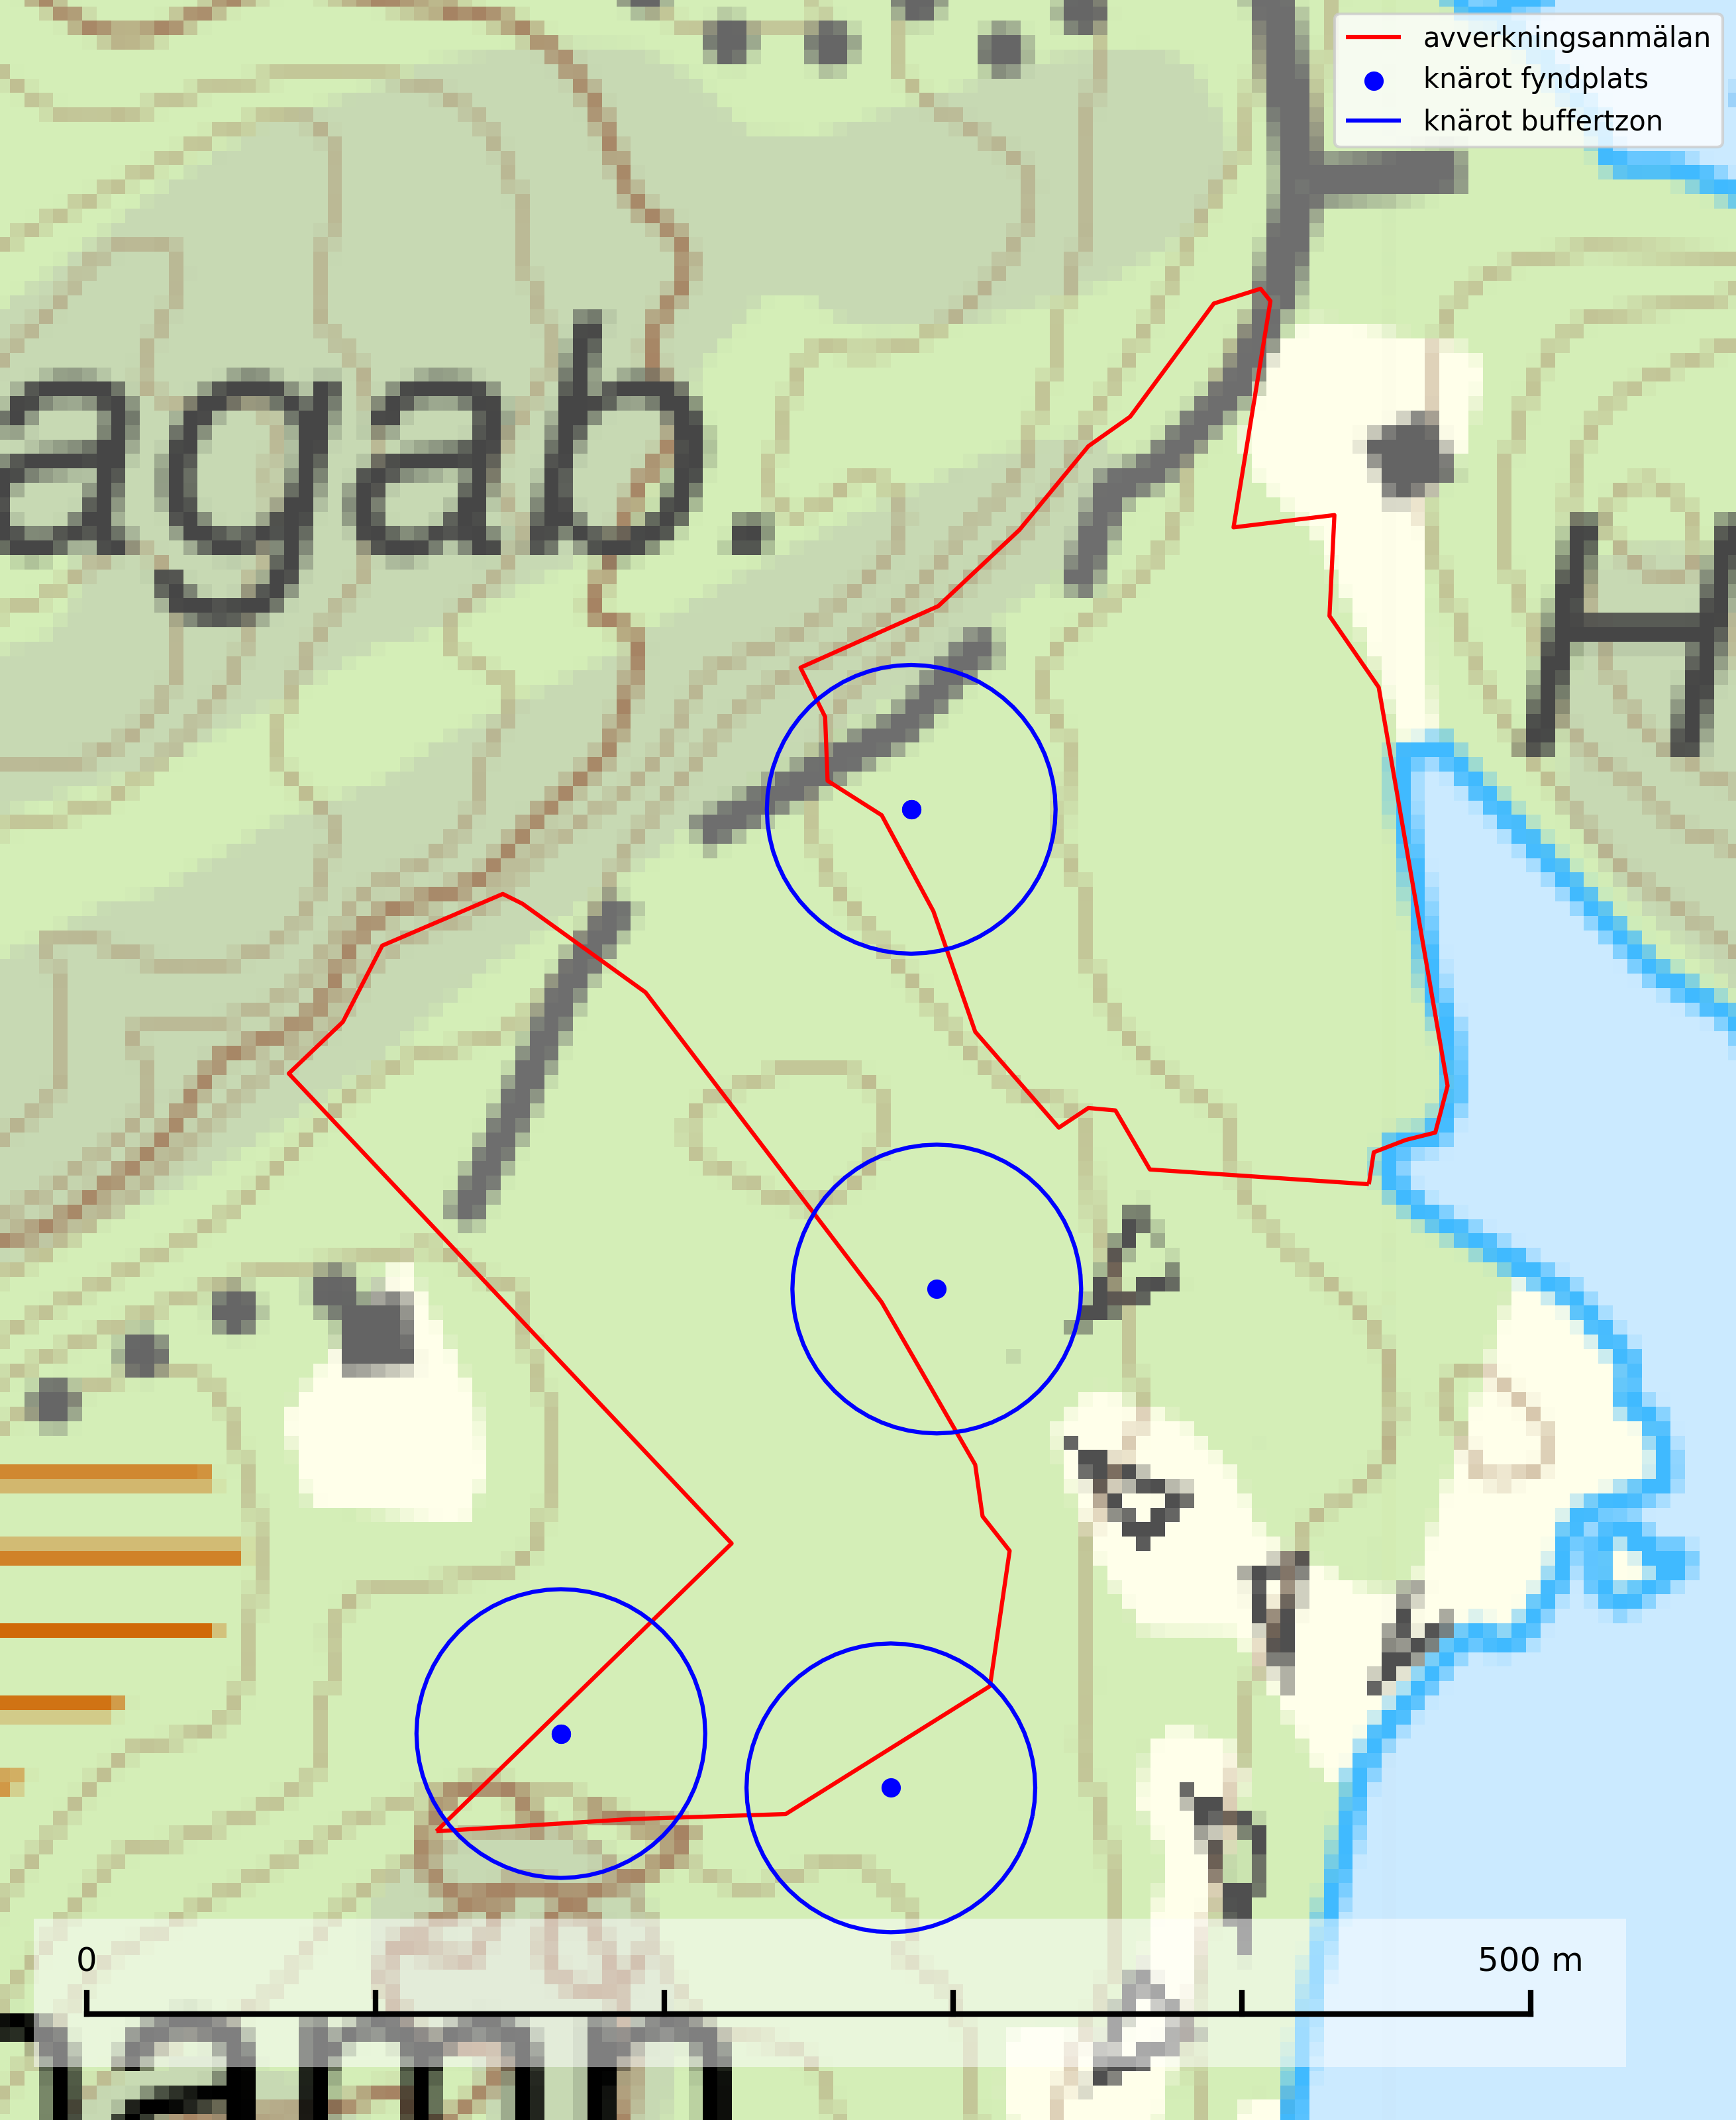 avverkningsanmälan
knärot fyndplats
knärot buffertzon
agab.
H
0 500 m